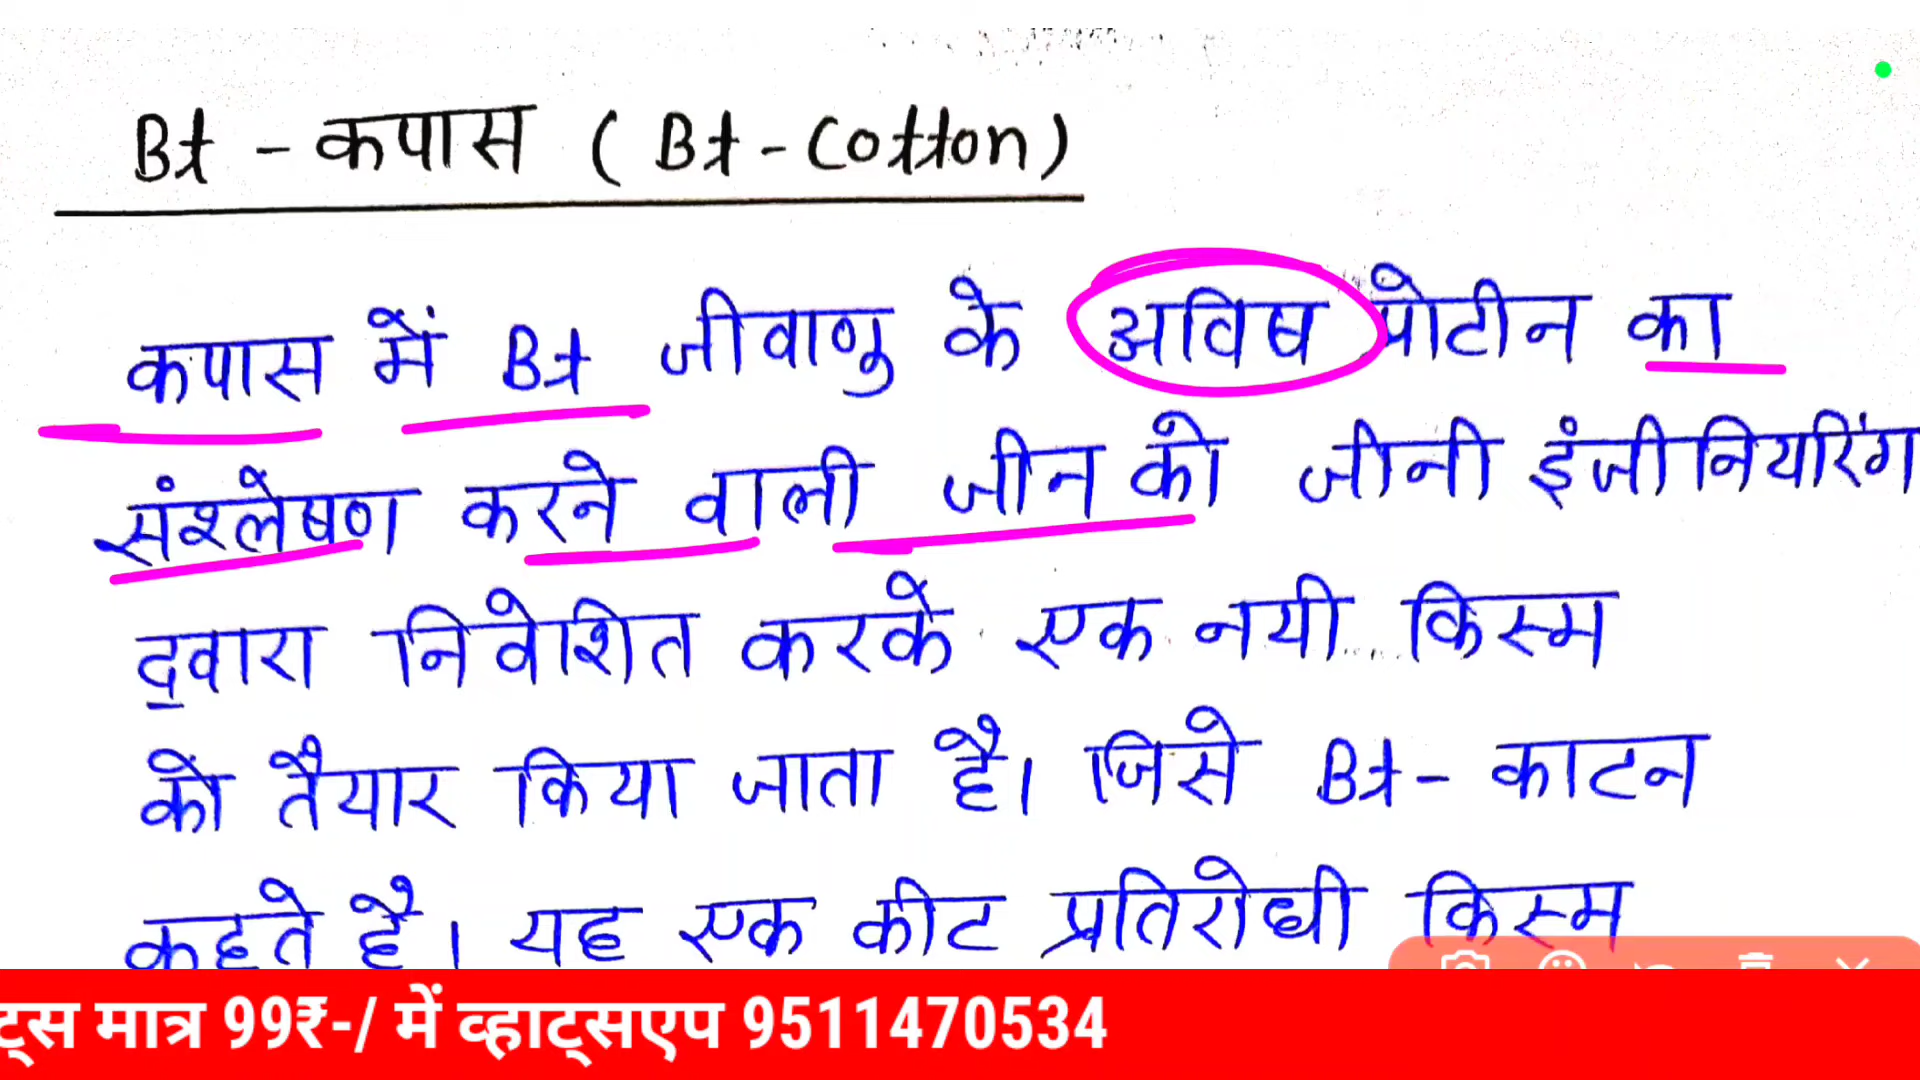 Bt - कपास ( Bt - Cotton )
कपास में Bt जीवाणु के अविष प्रोटीन का
संश्लेषण करने वाली जीन को जीनी इंजीनियरिंग
द्वारा निवेशित करके एक नयी किस्म
को तैयार किया जाता है। जिसे Bt - काटन
कहते है। यह एक कीट प्रतिरोधी किस्म
ट्स मात्र 99₹-/ में व्हाट्सएप 9511470534